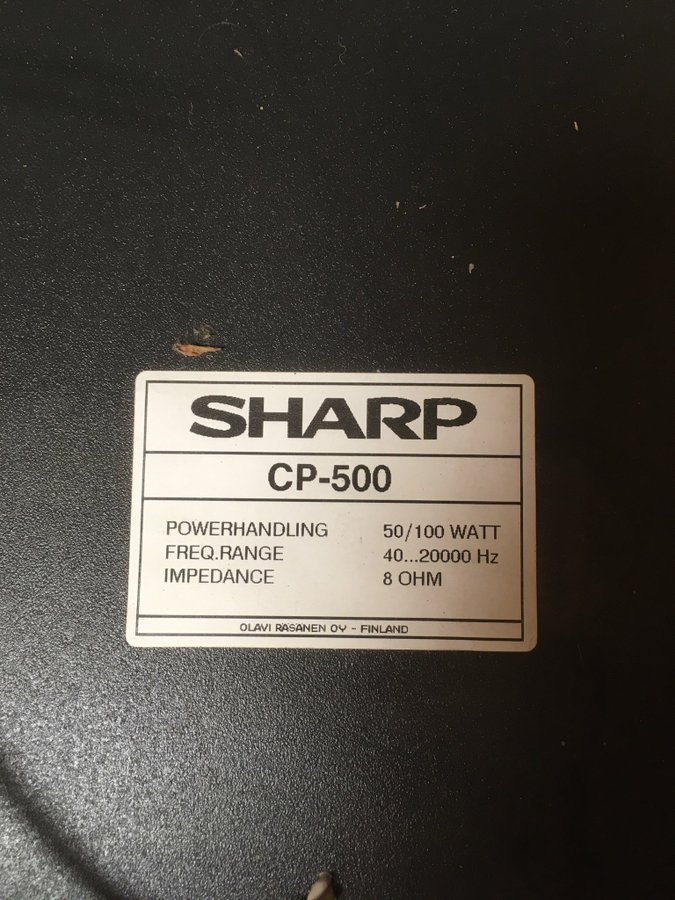 SHARP
CP-500
POWERHANDLING 50/100 WATT
FREQ.RANGE 40...20000 Hz
IMPEDANCE 8 OHM
OLAVI RÄSÄNEN OY - FINLAND